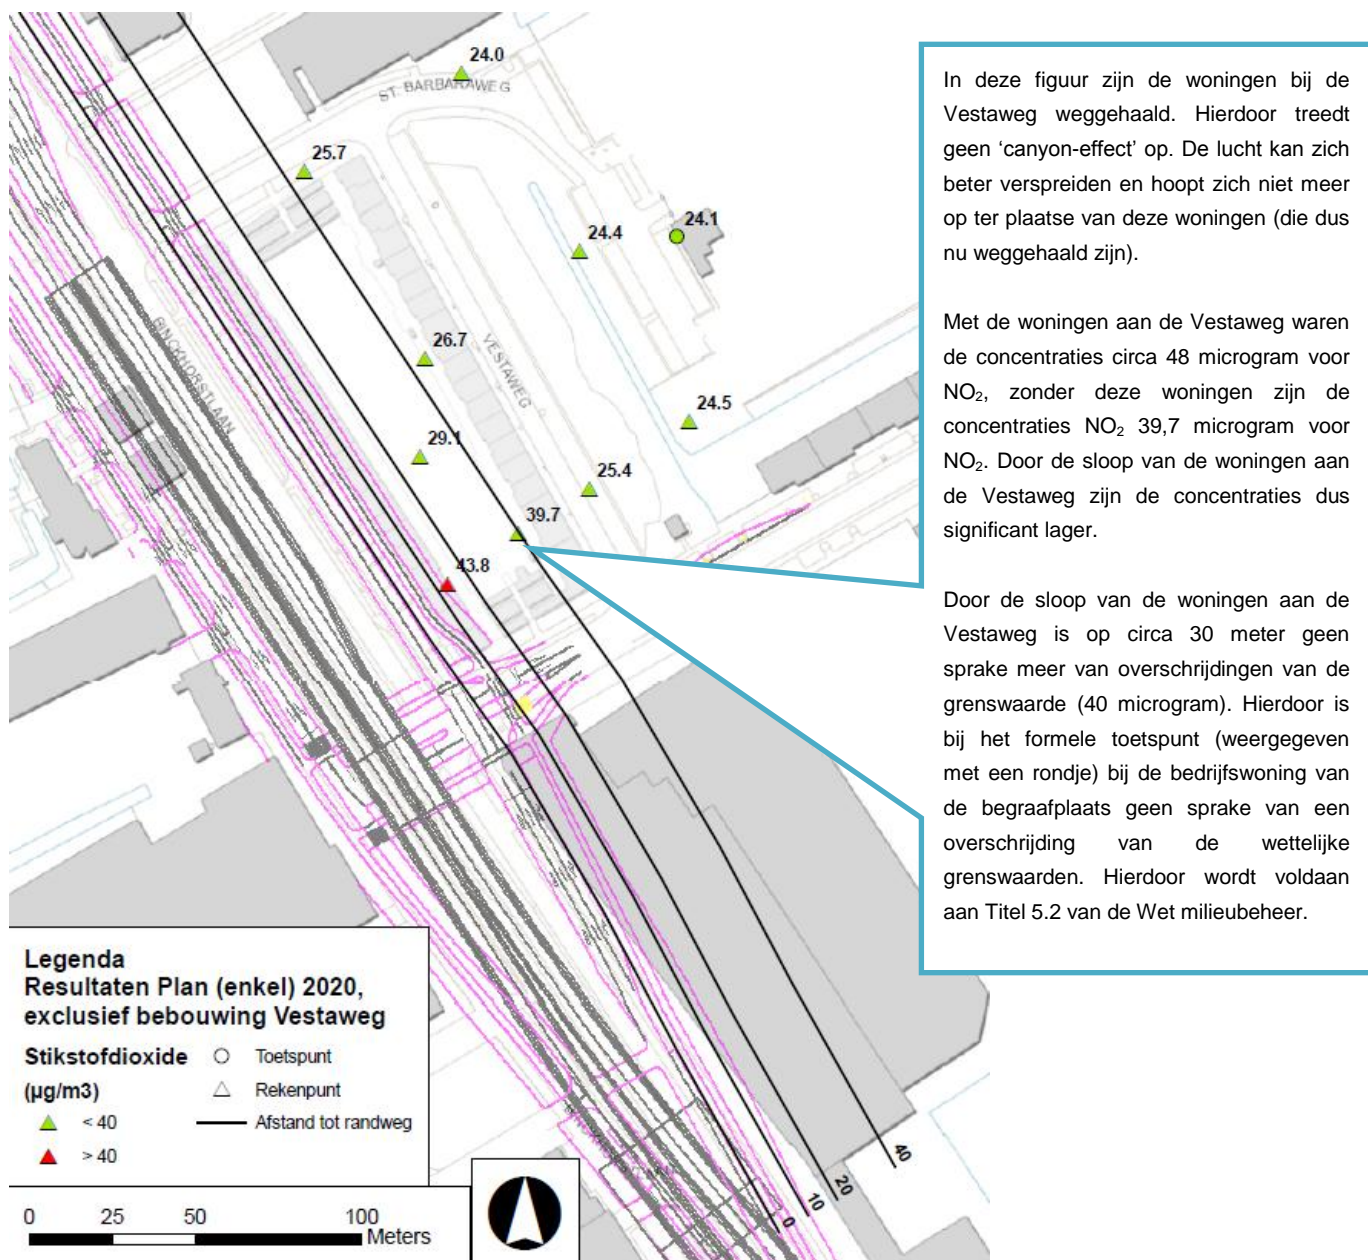 24.0
ST. BARBARAWEG
25.7
24.1
24.4
26.7
VESTAWEG
BINCKHORSTLAAN
24.5
29.1
25.4
39.7
43.8
In deze figuur zijn de woningen bij de
Vestaweg weggehaald. Hierdoor treedt
geen ‘canyon-effect’ op. De lucht kan zich
beter verspreiden en hoopt zich niet meer
op ter plaatse van deze woningen (die dus
nu weggehaald zijn).
Met de woningen aan de Vestaweg waren
de concentraties circa 48 microgram voor
NO₂, zonder deze woningen zijn de
concentraties NO₂ 39,7 microgram voor
NO₂. Door de sloop van de woningen aan
de Vestaweg zijn de concentraties dus
significant lager.
Door de sloop van de woningen aan de
Vestaweg is op circa 30 meter geen
sprake meer van overschrijdingen van de
grenswaarde (40 microgram). Hierdoor is
bij het formele toetspunt (weergegeven
met een rondje) bij de bedrijfswoning van
de begraafplaats geen sprake van een
overschrijding van de wettelijke
grenswaarden. Hierdoor wordt voldaan
aan Titel 5.2 van de Wet milieubeheer.
Legenda
Resultaten Plan (enkel) 2020,
exclusief bebouwing Vestaweg
Stikstofdioxide
(µg/m3)
< 40
> 40
Toetspunt
Rekenpunt
Afstand tot randweg
0 25 50 100
Meters
0
10
20
40